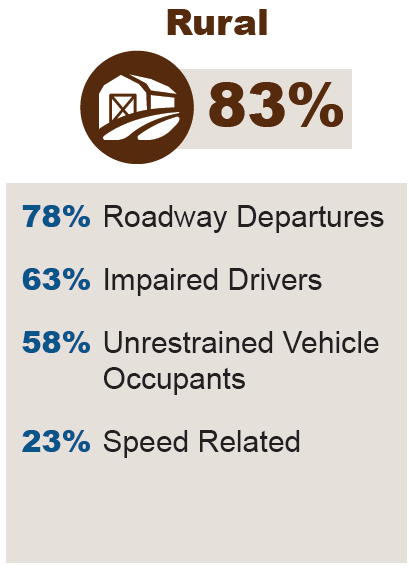 Rural
83%
78% Roadway Departures
63% Impaired Drivers
58% Unrestrained Vehicle
Occupants
23% Speed Related